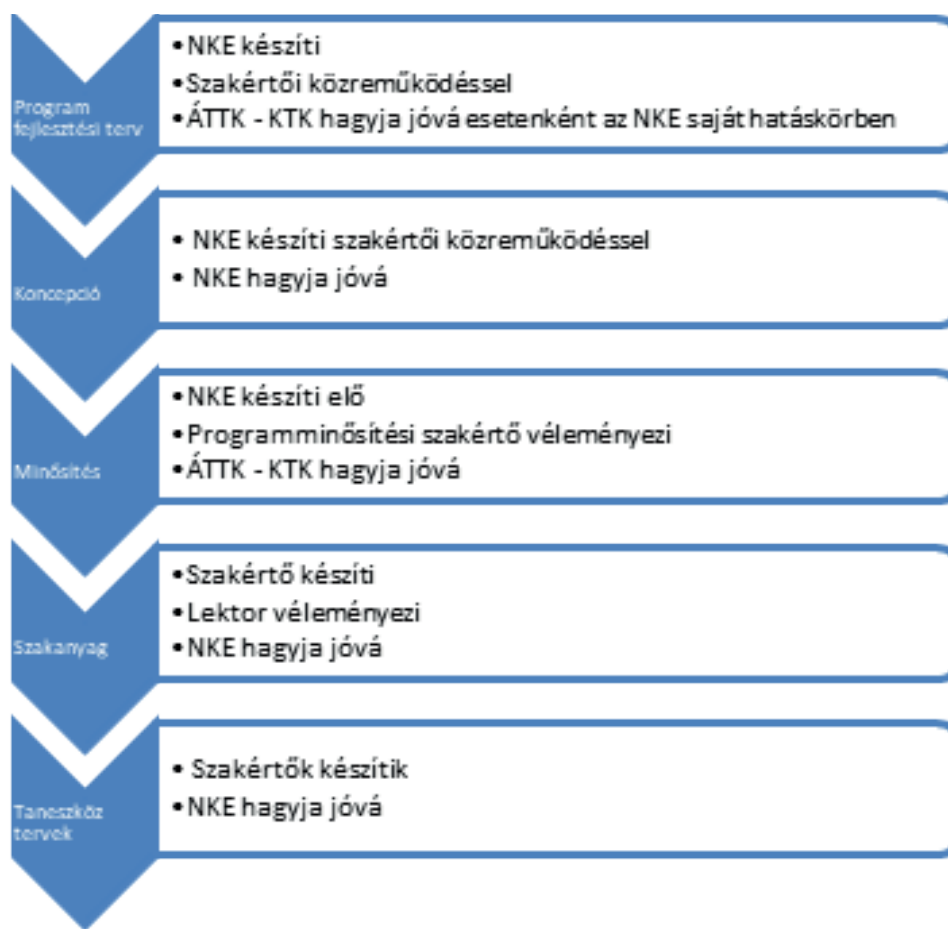 Program
fejlesztési terv
•NKE készíti
•Szakértői közreműködéssel
•ÁTTK - KTK hagyja jóvá esetenként az NKE saját hatáskörben
Koncepció
• NKE készíti szakértői közreműködéssel
• NKE hagyja jóvá
Minősítés
•NKE készíti elő
•Programminősítési szakértő véleményezi
•ÁTTK - KTK hagyja jóvá
Szakanyag
•Szakértő készíti
•Lektor véleményezi
•NKE hagyja jóvá
Taneszköz
tervek
• Szakértők készítik
•NKE hagyja jóvá